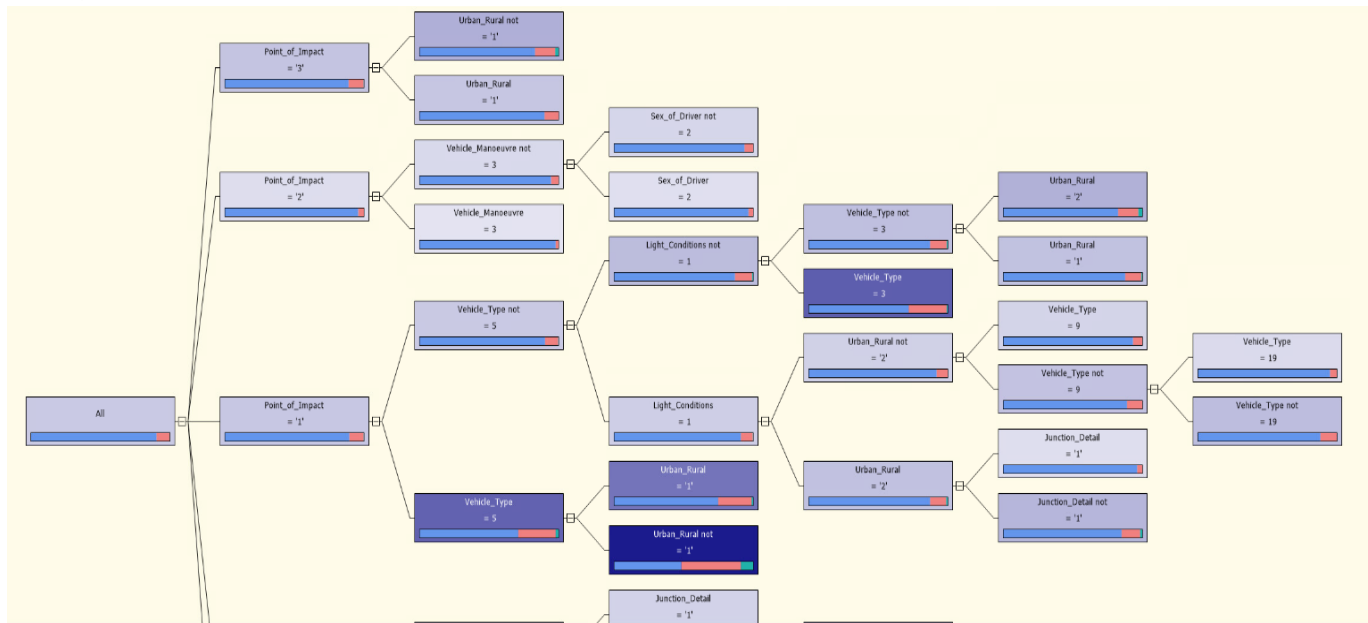 Urban_Rural not
= '1'
Point_of_Impact
= '3'
Urban_Rural
= '1'
Sex_of_Driver not
= 2
Vehicle_Manoeuvre not
= 3
Point_of_Impact
= '2'
Sex_of_Driver
= 2
Urban_Rural
= '2'
Vehicle_Manoeuvre
= 3
Vehicle_Type not
= 3
Light_Conditions not
= 1
Urban_Rural
= '1'
Vehicle_Type
= 3
Vehicle_Type not
= 5
Vehicle_Type
= 9
Urban_Rural not
= '2'
Vehicle_Type
= 19
Vehicle_Type not
= 9
All
Point_of_Impact
= '1'
Light_Conditions
= 1
Vehicle_Type not
= 19
Junction_Detail
= '1'
Urban_Rural
= '1'
Urban_Rural
= '2'
Vehicle_Type
= 5
Junction_Detail not
= '1'
Urban_Rural not
= '1'
Junction_Detail
= '1'